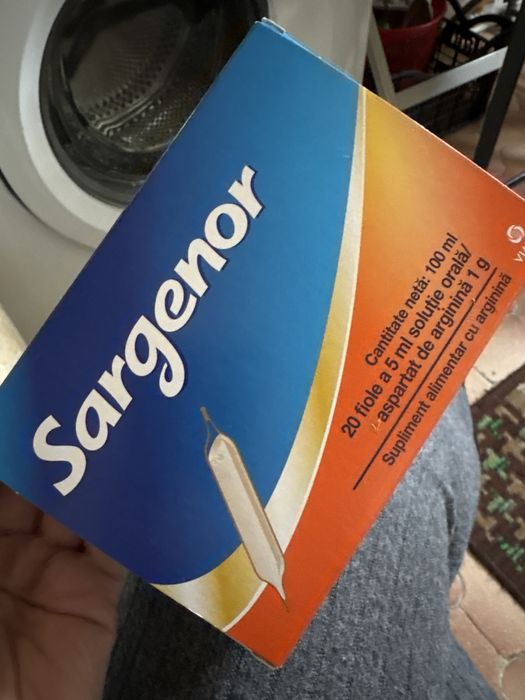 Sargenor
Cantitate netă: 100 ml
20 fiole a 5 ml soluție orală/
aspartat de arginină 1 g
Supliment alimentar cu arginină